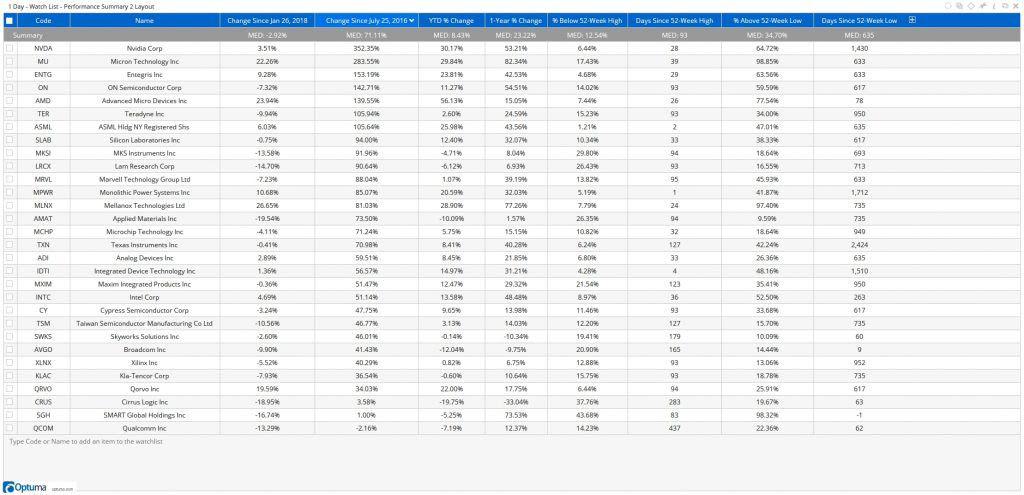 1 Day - Watch List - Performance Summary 2 Layout
Code Name Change Since Jan 26, 2018 Change Since July 25, 2016 YTD % Change 1-Year % Change % Below 52-Week High Days Since 52-Week High % Above 52-Week Low Days Since 52-Week Low
Summary MED: -2.92% MED: 71.11% MED: 8.43% MED: 23.22% MED: 12.54% MED: 93 MED: 34.70% MED: 635
NVDA Nvidia Corp 3.51% 352.35% 30.17% 53.21% 6.44% 28 64.72% 1,430
MU Micron Technology Inc 22.26% 283.55% 29.84% 82.34% 17.43% 39 98.85% 633
ENTG Entegris Inc 9.28% 153.19% 23.81% 42.53% 4.68% 29 63.56% 633
ON ON Semiconductor Corp -7.32% 142.71% 11.27% 54.51% 14.02% 93 59.59% 617
AMD Advanced Micro Devices Inc 23.94% 139.55% 56.13% 15.05% 7.44% 26 77.54% 78
TER Teradyne Inc -9.94% 105.94% 2.60% 24.59% 15.23% 93 34.00% 950
ASML ASML Hldg NY Registered Shs 6.03% 105.64% 25.98% 43.56% 1.21% 2 47.01% 635
SLAB Silicon Laboratories Inc -0.75% 94.00% 12.40% 32.07% 10.34% 33 38.33% 617
MKSI MKS Instruments Inc -13.58% 91.96% -4.71% 8.04% 29.80% 94 18.64% 693
LRCX Lam Research Corp -14.70% 90.64% -6.12% 6.93% 26.43% 93 16.55% 713
MRVL Marvell Technology Group Ltd -7.23% 88.04% 1.07% 39.19% 13.82% 95 45.93% 633
MPWR Monolithic Power Systems Inc 10.68% 85.07% 20.59% 32.03% 5.19% 1 41.87% 1,712
MLNX Mellanox Technologies Ltd 26.65% 81.03% 28.90% 77.26% 7.79% 24 97.40% 735
AMAT Applied Materials Inc -19.54% 73.50% -10.09% 1.57% 26.35% 94 9.59% 735
MCHP Microchip Technology Inc -4.11% 71.24% 5.75% 15.15% 10.82% 32 18.64% 949
TXN Texas Instruments Inc -0.41% 70.98% 8.41% 40.28% 6.24% 127 42.24% 2,424
ADI Analog Devices Inc 2.89% 59.51% 8.45% 21.85% 6.80% 33 26.36% 635
IDTI Integrated Device Technology Inc 1.36% 56.57% 14.97% 31.21% 4.28% 4 48.16% 1,510
MXIM Maxim Integrated Products Inc -0.36% 51.47% 12.47% 29.32% 21.54% 123 35.41% 950
INTC Intel Corp 4.69% 51.14% 13.58% 48.48% 8.97% 36 52.50% 263
CY Cypress Semiconductor Corp -3.24% 47.75% 9.65% 13.98% 11.46% 93 33.68% 617
TSM Taiwan Semiconductor Manufacturing Co Ltd -10.56% 46.77% 3.13% 14.03% 12.20% 127 15.70% 735
SWKS Skyworks Solutions Inc -2.60% 46.01% -0.14% -10.34% 19.41% 179 10.09% 60
AVGO Broadcom Inc -9.90% 41.43% -12.04% -9.75% 20.90% 165 14.44% 9
XLNX Xilinx Inc -5.52% 40.29% 0.82% 6.75% 12.88% 93 13.06% 952
KLAC Kla-Tencor Corp -7.93% 36.54% -0.60% 10.64% 15.75% 93 18.78% 735
QRVO Qorvo Inc 19.59% 34.03% 22.00% 17.75% 6.44% 94 25.91% 617
CRUS Cirrus Logic Inc -18.95% 3.58% -19.75% -33.04% 37.76% 283 19.67% 63
SGH SMART Global Holdings Inc -16.74% 1.00% -5.25% 73.53% 43.68% 83 98.32% -1
QCOM Qualcomm Inc -13.29% -2.16% -7.19% 12.37% 14.23% 437 22.36% 62
Type Code or Name to add an item to the watchlist
Optuma optuma.com